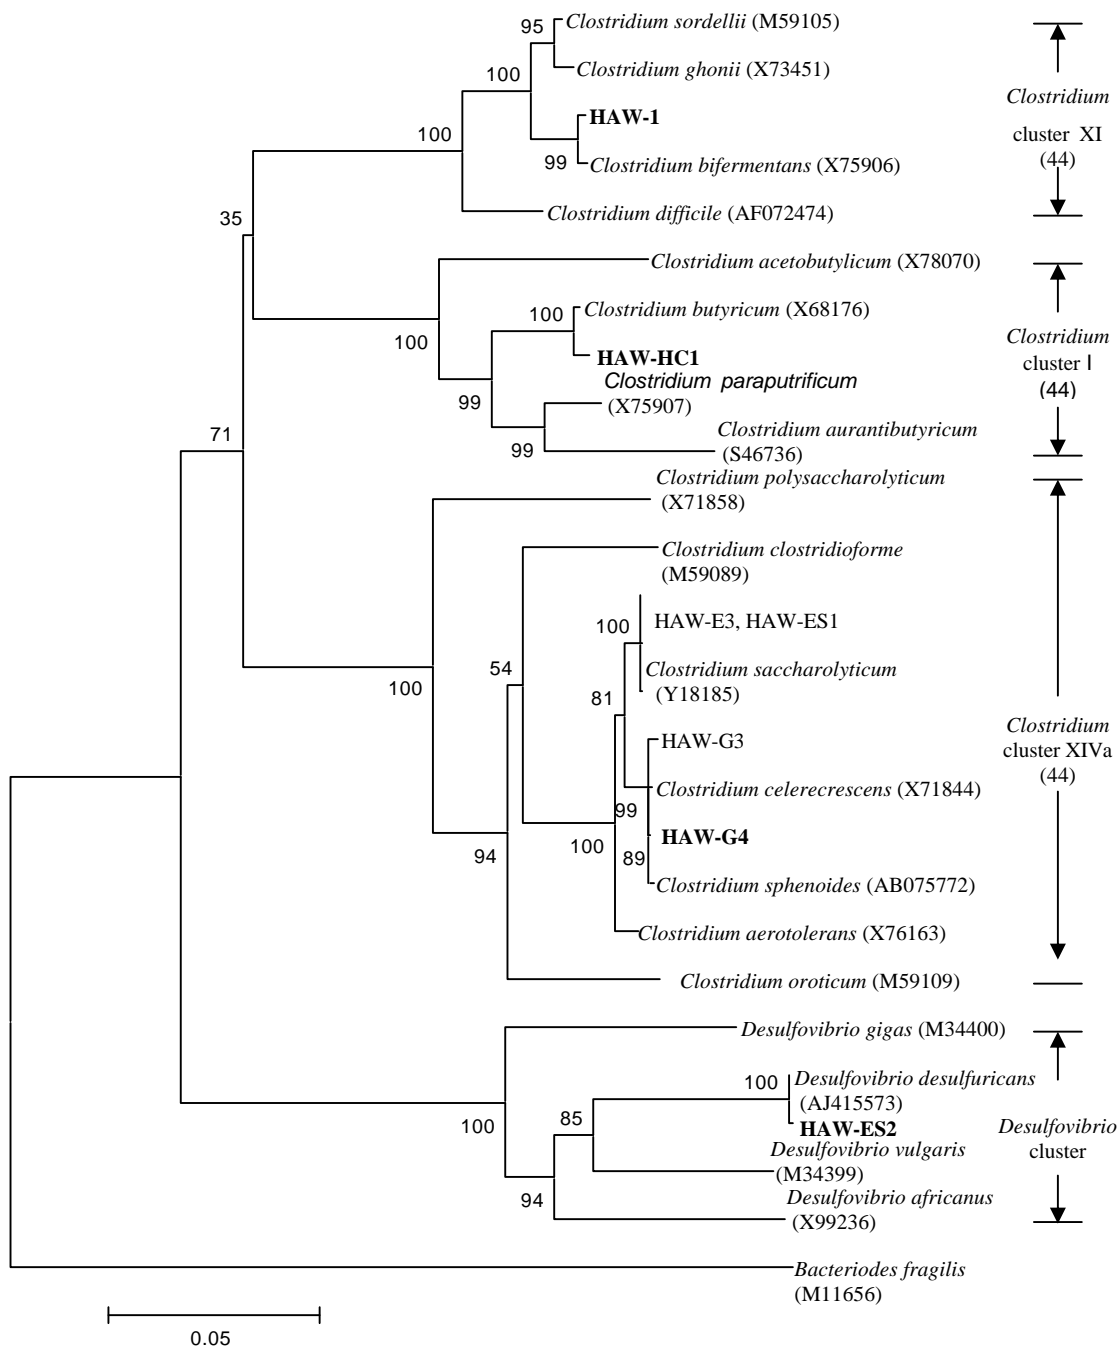 95
Clostridium sordellii (M59105)
Clostridium ghonii (X73451)
100
HAW-1
100
99
Clostridium bifermentans (X75906)
Clostridium difficile (AF072474)
Clostridium
cluster XI
(44)
35
Clostridium acetobutylicum (X78070)
100
Clostridium butyricum (X68176)
100
HAW-HC1
Clostridium paraputrificum
(X75907)
99
Clostridium aurantibutyricum
(S46736)
99
Clostridium
cluster I
(44)
71
Clostridium polysaccharolyticum
(X71858)
Clostridium clostridioforme
(M59089)
100
HAW-E3, HAW-ES1
54
Clostridium saccharolyticum
(Y18185)
100
81
HAW-G3
Clostridium celerecrescens (X71844)
99
HAW-G4
100
94
89
Clostridium sphenoides (AB075772)
Clostridium aerotolerans (X76163)
Clostridium oroticum (M59109)
Clostridium
cluster XIVa
(44)
Desulfovibrio gigas (M34400)
100
Desulfovibrio desulfuricans
(AJ415573)
100
85
HAW-ES2
Desulfovibrio vulgaris
(M34399)
94
Desulfovibrio africanus
(X99236)
Desulfovibrio
cluster
Bacteriodes fragilis
(M11656)
0.05